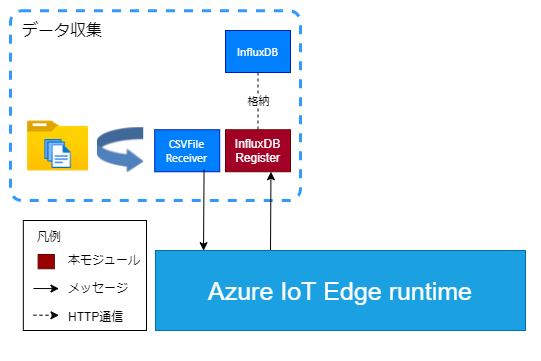 データ収集
InfluxDB
格納
CSVFile
Receiver
InfluxDB
Register
凡例
本モジュール
メッセージ
HTTP通信
Azure IoT Edge runtime